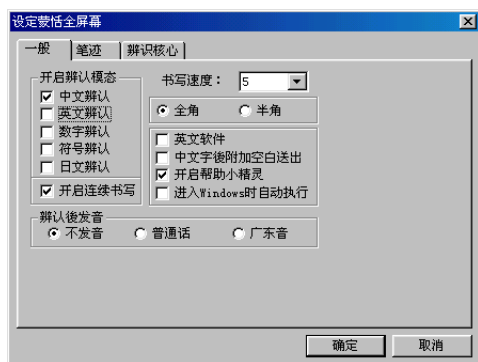 设定蒙恬全屏幕
一般 笔迹 辨识核心
开启辨认模态 书写速度： 5
中文辨认
英文辨认 全角 半角
数字辨认 英文软件
符号辨认 中文字後附加空白送出
日文辨认 开启帮助小精灵
开启连续书写 进入Windows时自动执行
辨认後发音
不发音 普通话 广东音
确定 取消